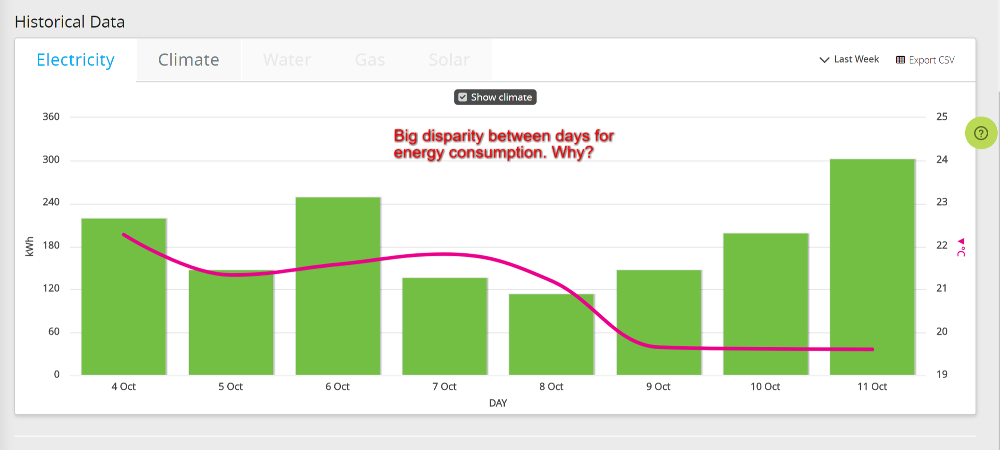 Historical Data
Electricity
Climate
Water
Gas
Solar
Last Week
Export CSV
Show climate
Big disparity between days for
energy consumption. Why?
360
300
240
180
120
60
0
kWh
25
24
23
22
21
20
19
°C
4 Oct
5 Oct
6 Oct
7 Oct
8 Oct
9 Oct
10 Oct
11 Oct
DAY
?